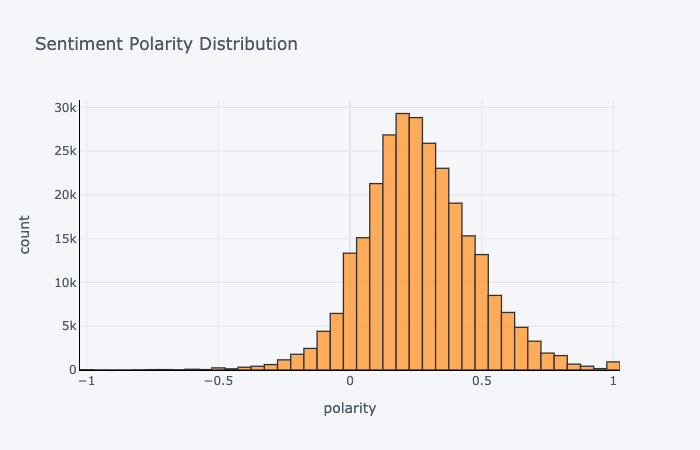 Sentiment Polarity Distribution
30k
25k
20k
15k
10k
5k
0
count
−1
−0.5
0
0.5
1
polarity